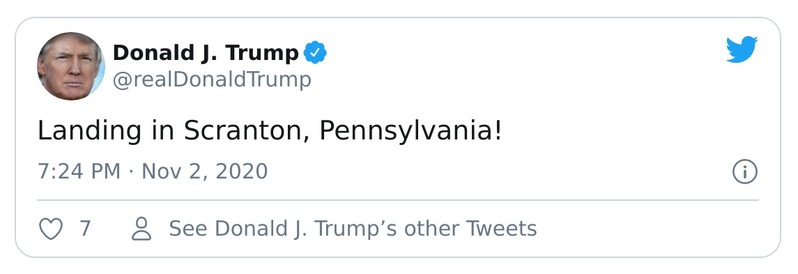 Donald J. Trump
@realDonaldTrump
Landing in Scranton, Pennsylvania!
7:24 PM · Nov 2, 2020
7
See Donald J. Trump’s other Tweets